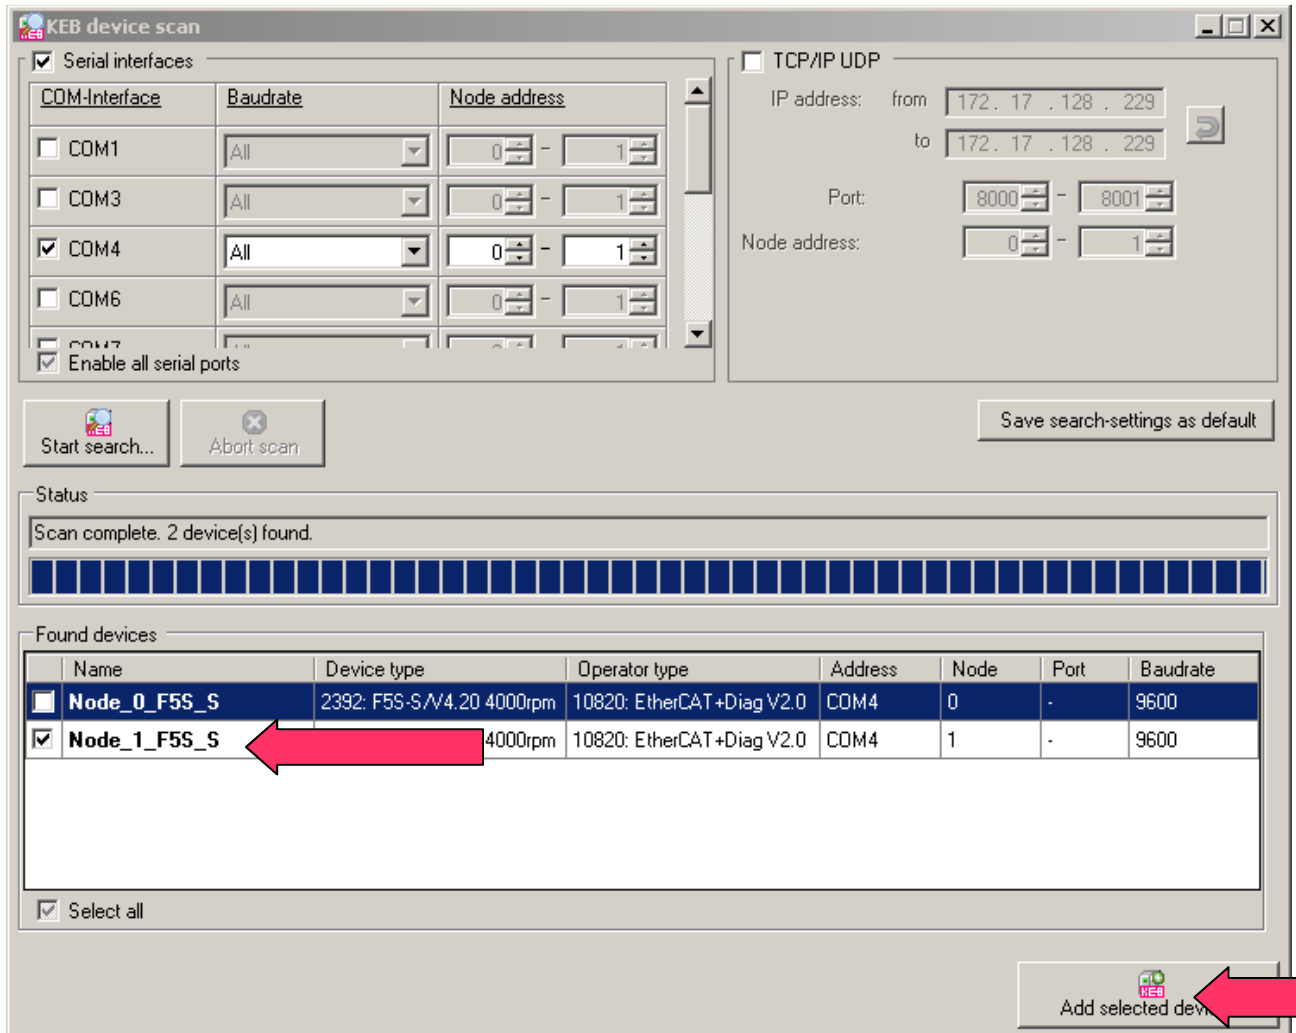 KEB device scan
Serial interfaces
COM-Interface Baudrate Node address
COM1 All 0 - 1
COM3 All 0 - 1
COM4 All 0 - 1
COM6 All 0 - 1
Enable all serial ports
TCP/IP UDP
IP address: from 172 . 17 . 128 . 229
to 172 . 17 . 128 . 229
Port: 8000 - 8001
Node address: 0 - 1
Start search... Abort scan Save search-settings as default
Status
Scan complete. 2 device(s) found.
Found devices
Name Device type Operator type Address Node Port Baudrate
Node_0_F5S_S 2392: F5S-S/V4.20 4000rpm 10820: EtherCAT+Diag V2.0 COM4 0 - 9600
Node_1_F5S_S 4000rpm 10820: EtherCAT+Diag V2.0 COM4 1 - 9600
Select all
KEB
Add selected